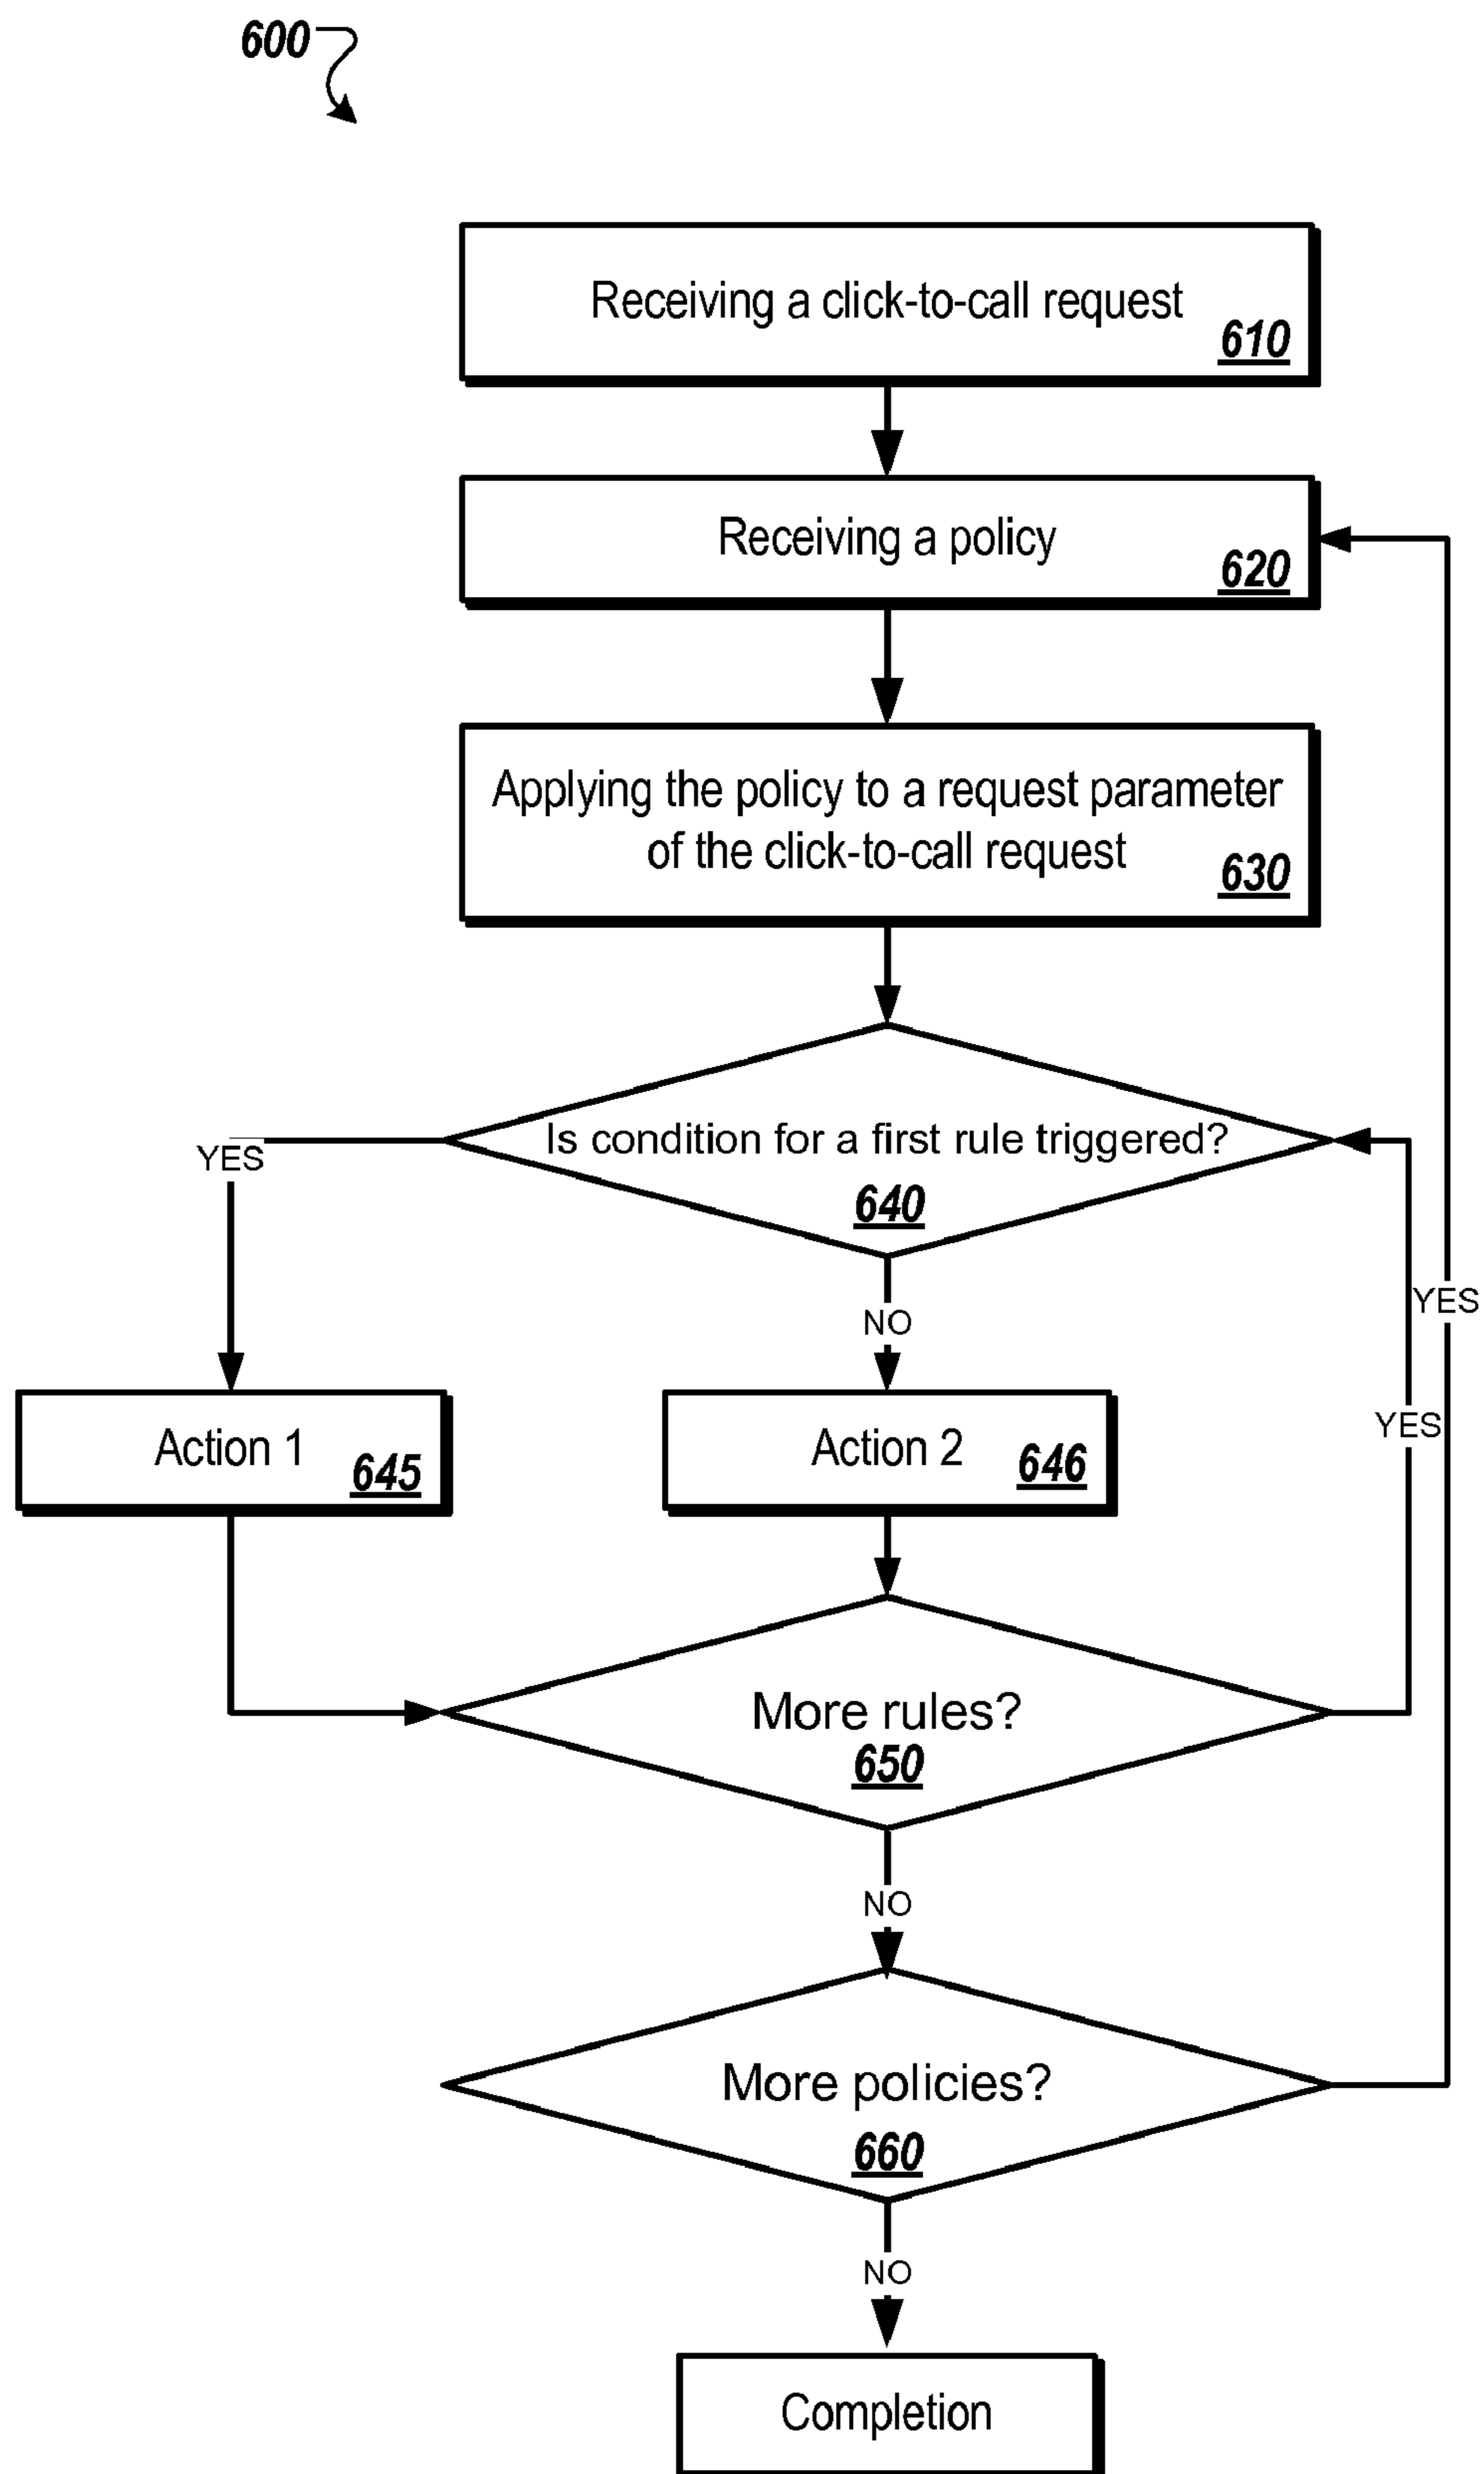 600
Receiving a click-to-call request
610
Receiving a policy
620
Applying the policy to a request parameter
of the click-to-call request
630
Is condition for a first rule triggered?
640
YES
NO
YES
YES
Action 1
645
Action 2
646
More rules?
650
NO
More policies?
660
NO
Completion